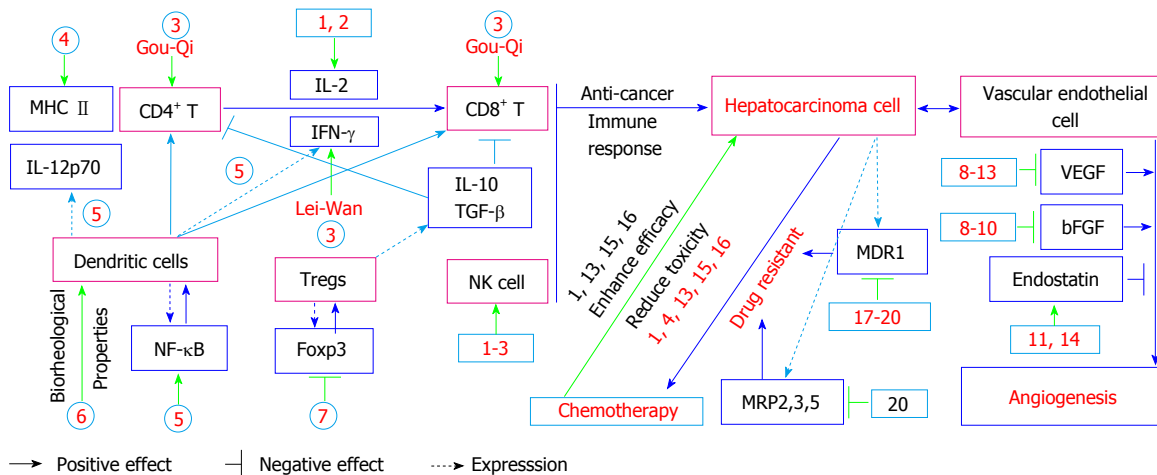 3
1, 2
3
4
Gou-Qi
Gou-Qi
MHC II
CD4+ T
IL-2
CD8+ T
Anti-cancer
Immune
response
Hepatocarcinoma cell
Vascular endothelial
cell
IFN-γ
IL-12p70
5
5
IL-10
TGF-β
8-13
VEGF
Lei-Wan
3
8-10
bFGF
Dendritic cells
Tregs
NK cell
MDR1
Endostatin
1, 13, 15, 16
Enhance efficacy
Reduce toxicity
1, 4, 13, 15, 16
Drug resistant
Biorheological
Properties
NF-κB
Foxp3
1-3
17-20
11, 14
6
5
7
Chemotherapy
MRP2,3,5
20
Angiogenesis
Positive effect
Negative effect
Expresssion